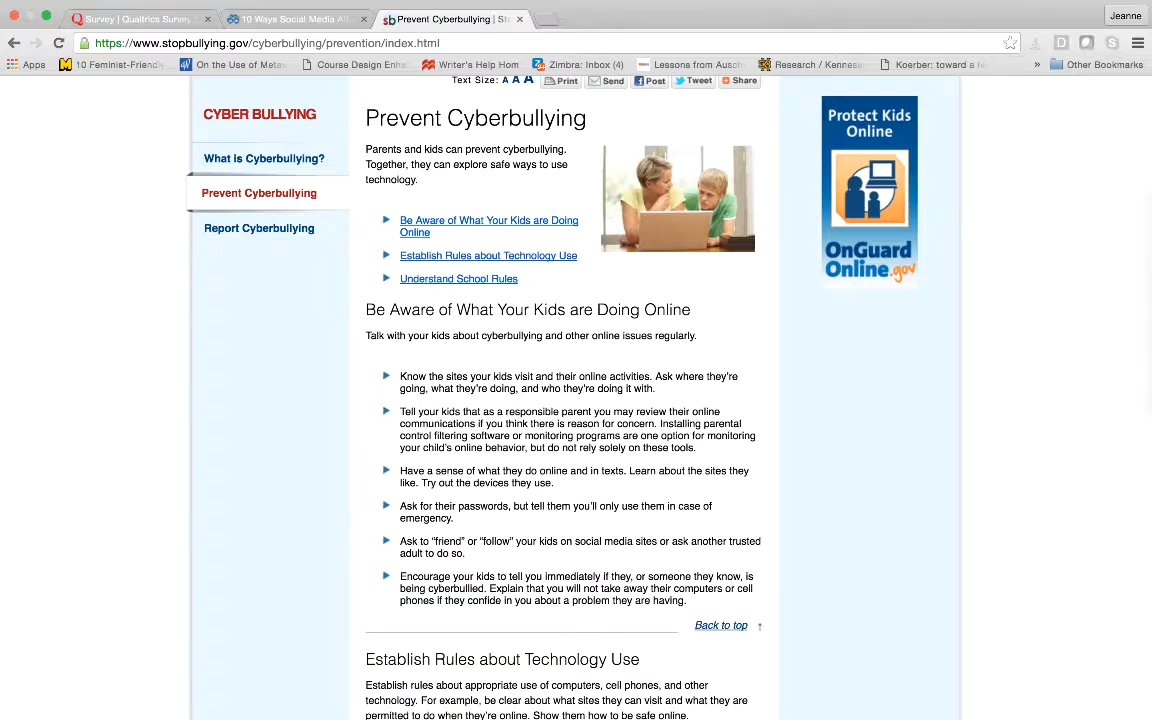 Survey | Qualtrics Survey
10 Ways Social Media
Prevent Cyberbullying |
Jeanne
https://www.stopbullying.gov/cyberbullying/prevention/index.html
Apps
10 Feminist-Friendly
On the Use of Metav
Course Design Enha
Writer's Help Hom
Zimbra: Inbox (4)
Lessons from Ausch
Research / Kennesa
Koerber: toward a fe
»
Other Bookmarks
Text Size: A A A Print Send Post Tweet Share
CYBER BULLYING
What is Cyberbullying?
Prevent Cyberbullying
Report Cyberbullying
Prevent Cyberbullying
Parents and kids can prevent cyberbullying.
Together, they can explore safe ways to use
technology.
Be Aware of What Your Kids are Doing
Online
Establish Rules about Technology Use
Understand School Rules
Be Aware of What Your Kids are Doing Online
Talk with your kids about cyberbullying and other online issues regularly.
Know the sites your kids visit and their online activities. Ask where they're
going, what they're doing, and who they're doing it with.
Tell your kids that as a responsible parent you may review their online
communications if you think there is reason for concern. Installing parental
control filtering software or monitoring programs are one option for monitoring
your child's online behavior, but do not rely solely on these tools.
Have a sense of what they do online and in texts. Learn about the sites they
like. Try out the devices they use.
Ask for their passwords, but tell them you'll only use them in case of
emergency.
Ask to “friend” or “follow” your kids on social media sites or ask another trusted
adult to do so.
Encourage your kids to tell you immediately if they, or someone they know, is
being cyberbullied. Explain that you will not take away their computers or cell
phones if they confide in you about a problem they are having.
Back to top ↑
Establish Rules about Technology Use
Establish rules about appropriate use of computers, cell phones, and other
technology. For example, be clear about what sites they can visit and what they are
permitted to do when they're online. Show them how to be safe online.
Protect Kids
Online
OnGuard
Online.gov